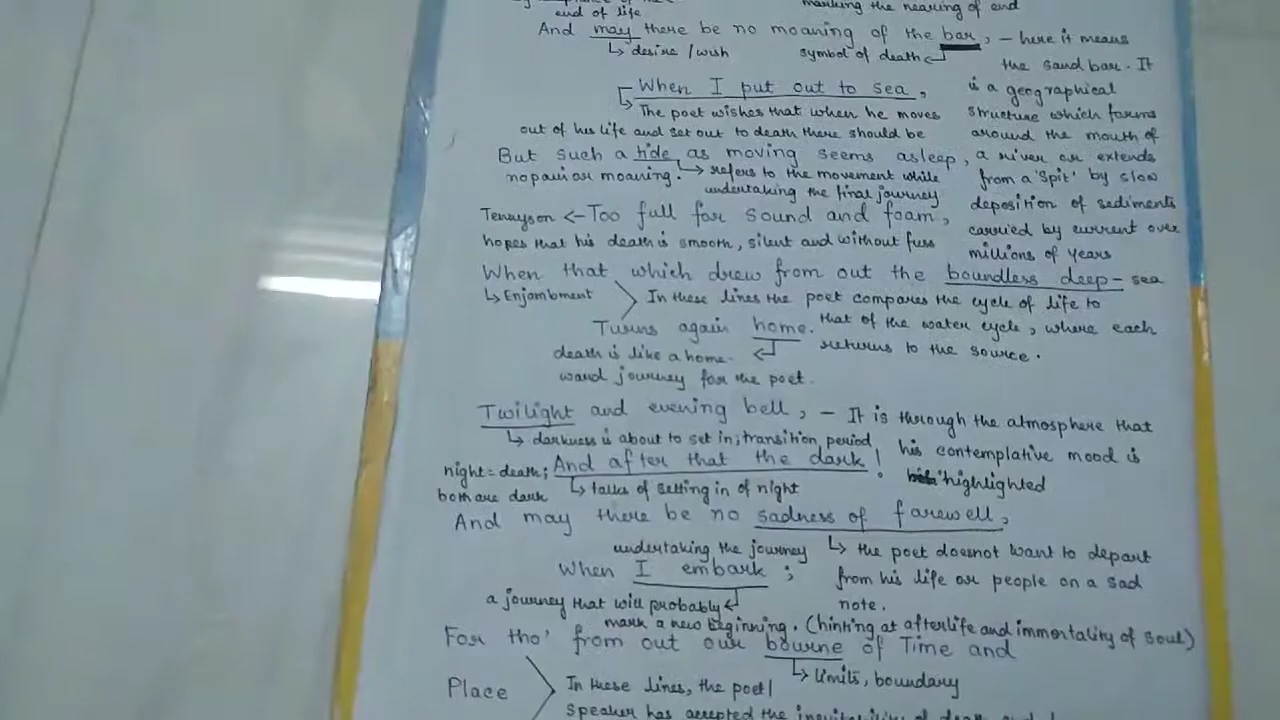 end of life. marking the nearing of end
And may there be no moaning of the bar, - here it means
↳ desire / wish symbol of death the sand bar. It
When I put out to sea, is a geographical
The poet wishes that when he moves structure which forms
out of his life and set out to death there should be around the mouth of
But such a tide as moving seems asleep, a river or extends
no pain or moaning. → refers to the movement while from a 'spit' by slow
undertaking the final journey deposition of sediments
Tennyson ← Too full for sound and foam, carried by current over
hopes that his death is smooth, silent and without fuss millions of years
When that which drew from out the boundless deep - sea
↳ Enjambment In these lines the poet compares the cycle of life to
Turns again home. that of the water cycle, where each
death is like a home- returns to the source.
ward journey for the poet.
Twilight and evening bell, - It is through the atmosphere that
↳ darkness is about to set in; transition period his contemplative mood is
night = death; And after that the dark! highlighted
both are dark ↳ talks of setting in of night
And may there be no sadness of farewell,
undertaking the journey ↳ the poet doesnot want to depart
When I embark; from his life or people on a sad
a journey that will probably note.
mark a new beginning. (hinting at afterlife and immortality of soul)
For tho' from out our bourne of Time and
↳ limits, boundary
Place In these lines, the poet/
Speaker has accepted the